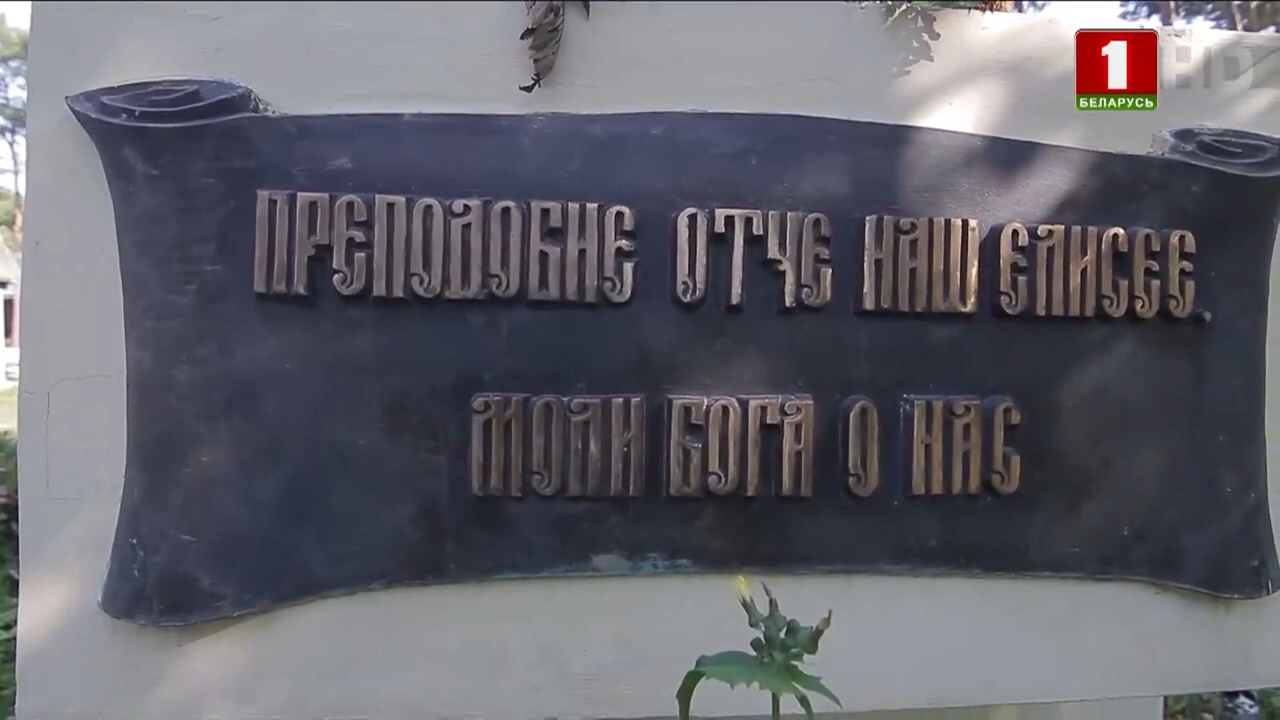 1
БЕЛАРУСЬ
ПРЕПОДОБНЕ ОТЧЕ НАШ ЕЛИСЕЕ,
МОЛИ БОГА О НАС